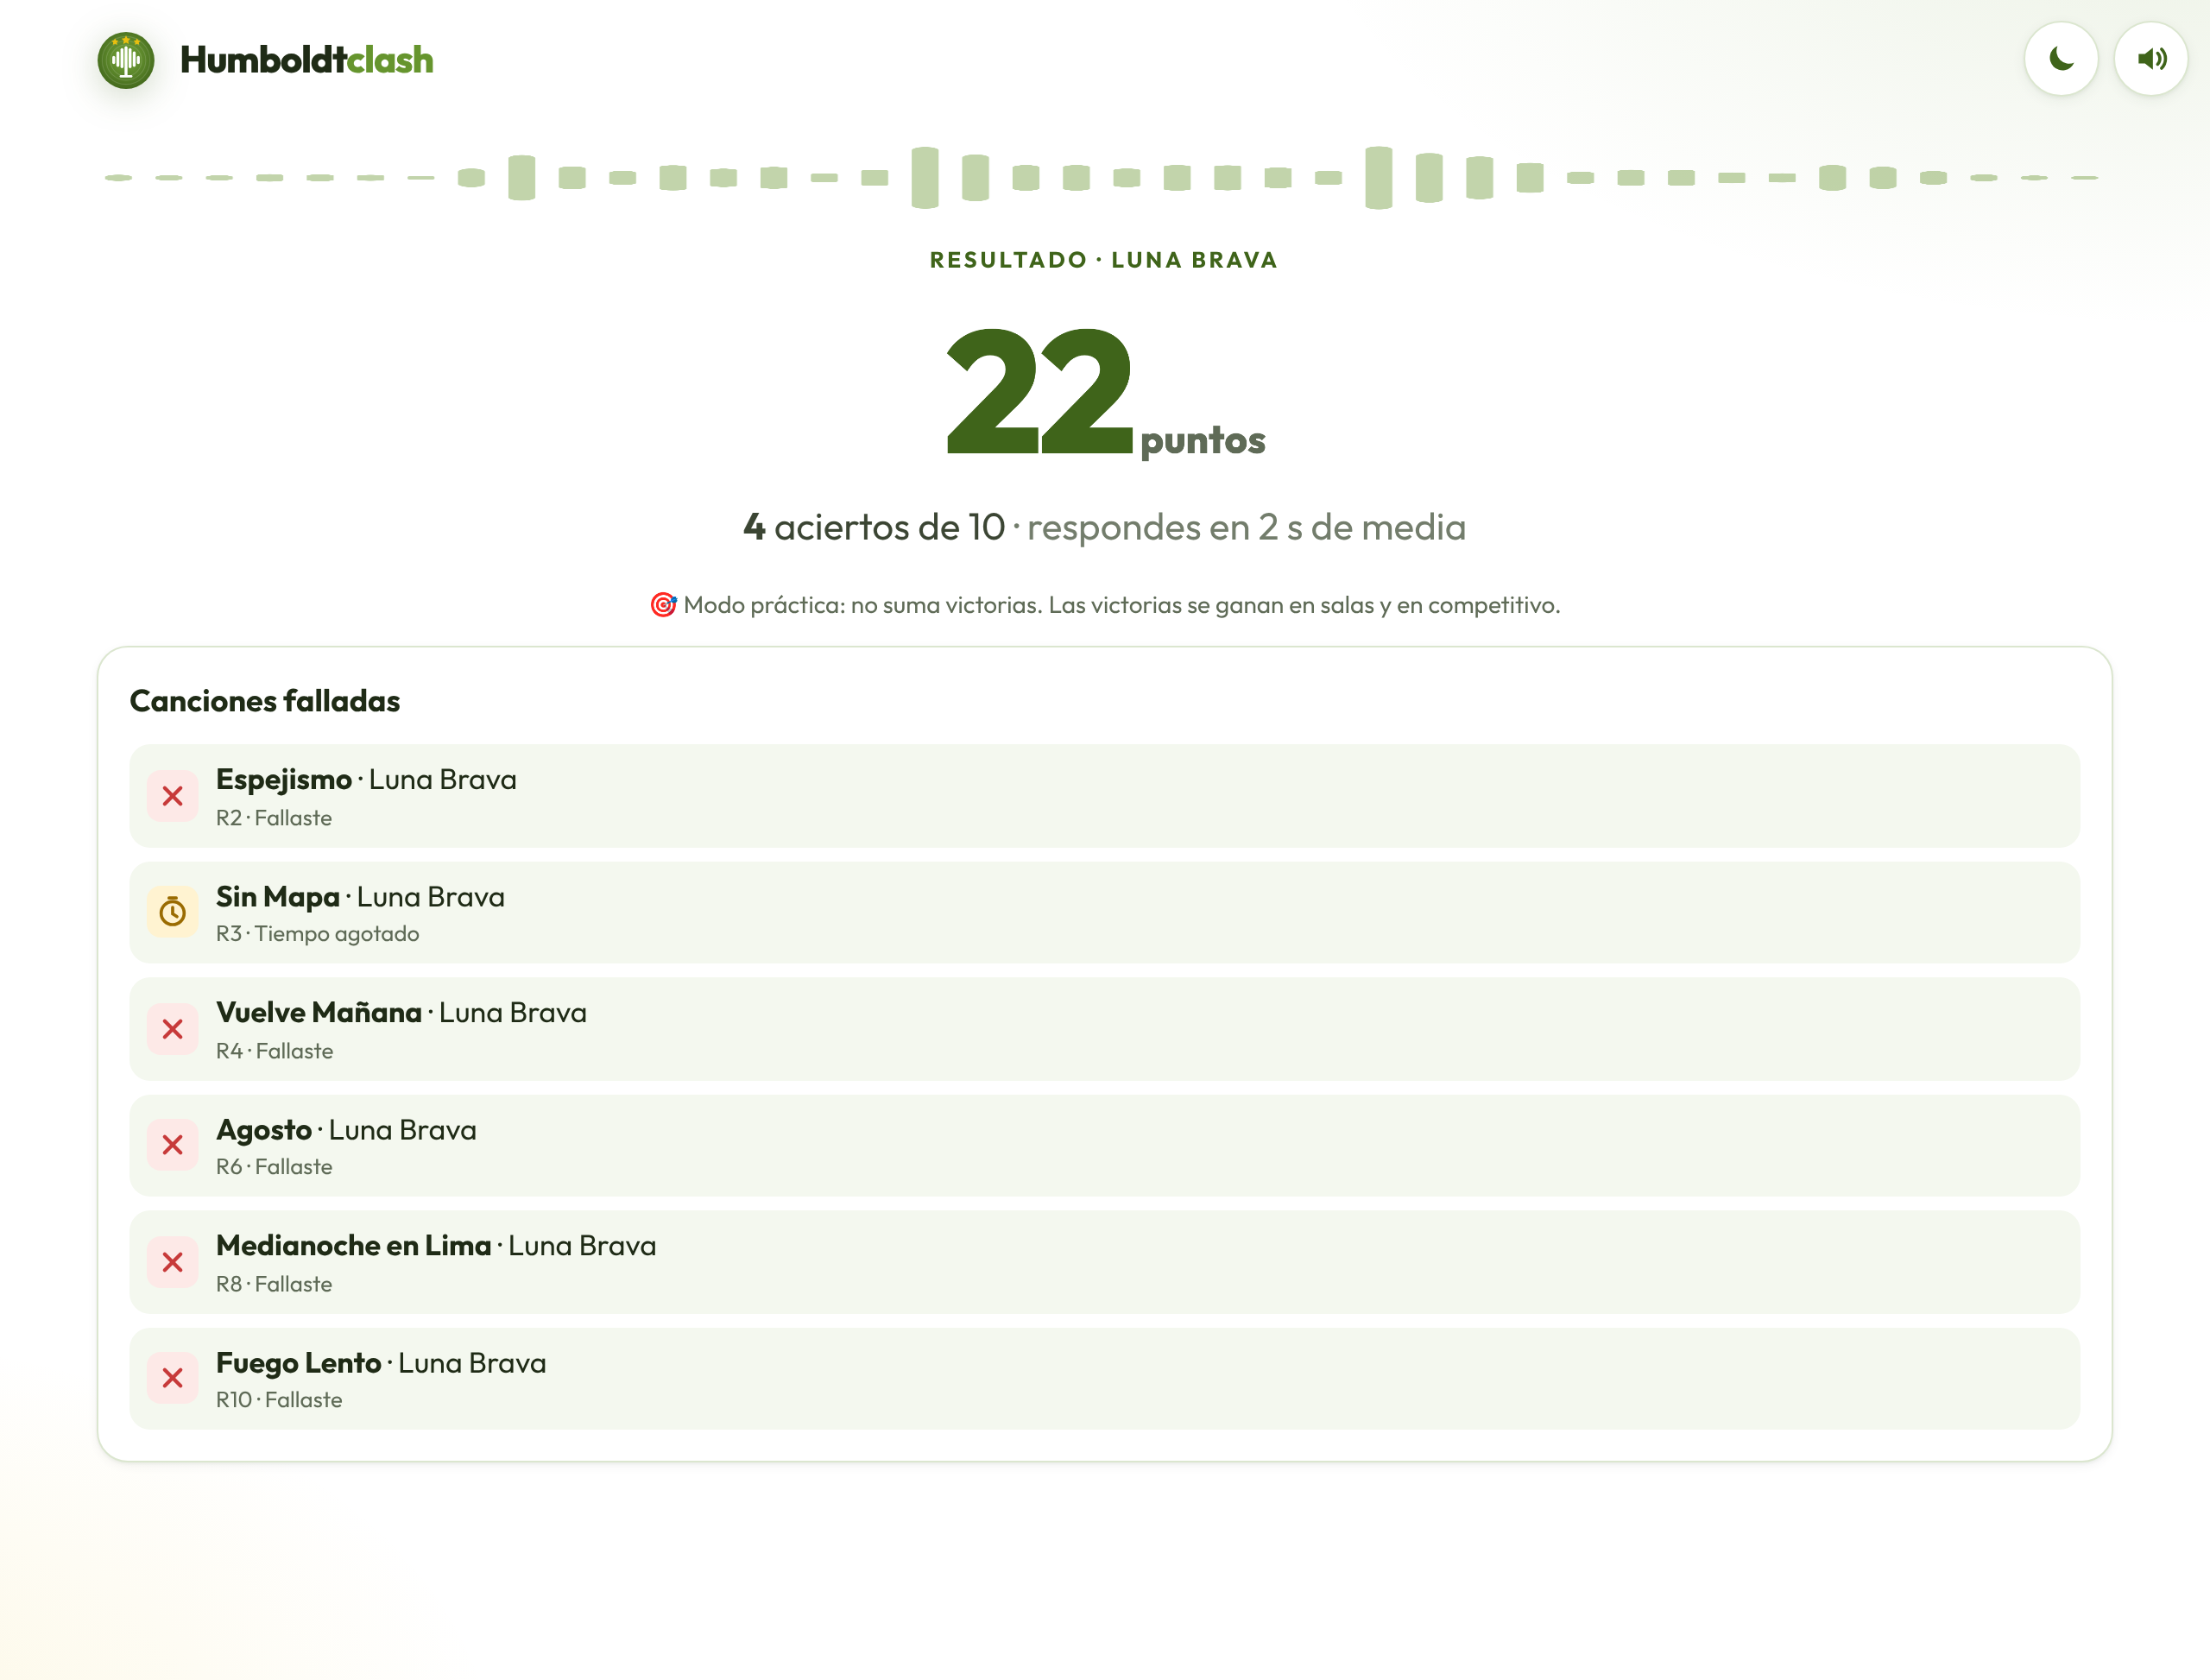 Humboldtclash
RESULTADO · LUNA BRAVA
22 puntos
4 aciertos de 10 · respondes en 2 s de media
🎯 Modo práctica: no suma victorias. Las victorias se ganan en salas y en competitivo.
Canciones falladas
Espejismo · Luna Brava
R2 · Fallaste
Sin Mapa · Luna Brava
R3 · Tiempo agotado
Vuelve Mañana · Luna Brava
R4 · Fallaste
Agosto · Luna Brava
R6 · Fallaste
Medianoche en Lima · Luna Brava
R8 · Fallaste
Fuego Lento · Luna Brava
R10 · Fallaste